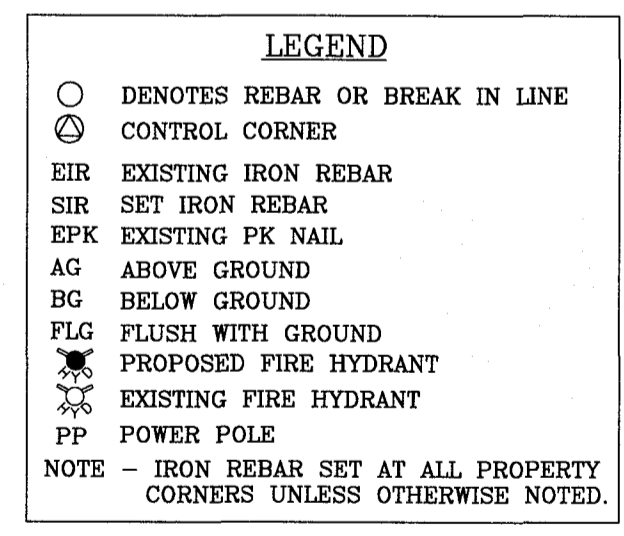 LEGEND
DENOTES REBAR OR BREAK IN LINE
CONTROL CORNER
EIR EXISTING IRON REBAR
SIR SET IRON REBAR
EPK EXISTING PK NAIL
AG ABOVE GROUND
BG BELOW GROUND
FLG FLUSH WITH GROUND
HYD PROPOSED FIRE HYDRANT
HYD EXISTING FIRE HYDRANT
PP POWER POLE
NOTE – IRON REBAR SET AT ALL PROPERTY
CORNERS UNLESS OTHERWISE NOTED.